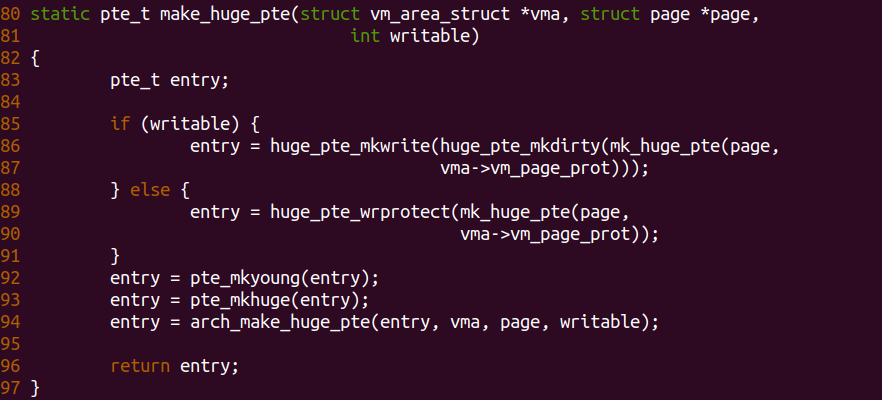 80 static pte_t make_huge_pte(struct vm_area_struct *vma, struct page *page,
81                                 int writable)
82 {
83         pte_t entry;
84
85         if (writable) {
86                 entry = huge_pte_mkwrite(huge_pte_mkdirty(mk_huge_pte(page,
87                                          vma->vm_page_prot)));
88         } else {
89                 entry = huge_pte_wrprotect(mk_huge_pte(page,
90                                            vma->vm_page_prot));
91         }
92         entry = pte_mkyoung(entry);
93         entry = pte_mkhuge(entry);
94         entry = arch_make_huge_pte(entry, vma, page, writable);
95
96         return entry;
97 }